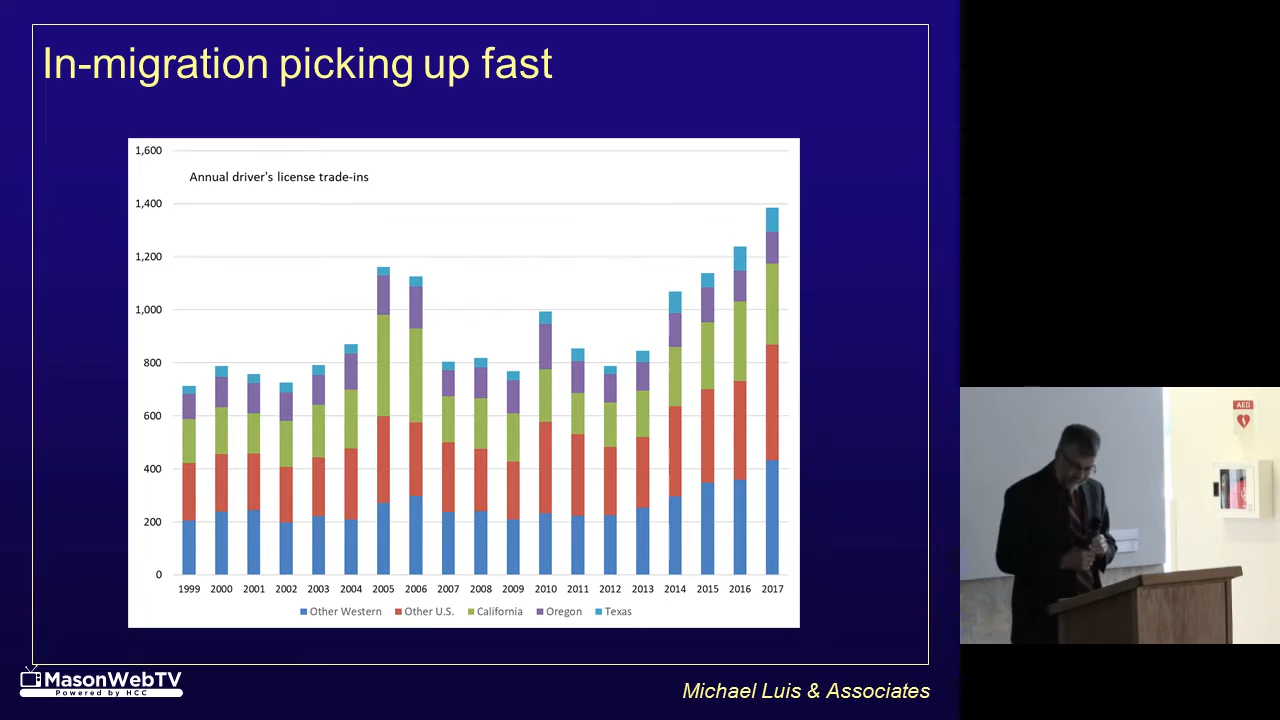 In-migration picking up fast
1,600
Annual driver's license trade-ins
1,400
1,200
1,000
800
600
400
200
0
1999 2000 2001 2002 2003 2004 2005 2006 2007 2008 2009 2010 2011 2012 2013 2014 2015 2016 2017
Other Western Other U.S. California Oregon Texas
AED
MasonWebTV
Powered by HCC
Michael Luis & Associates